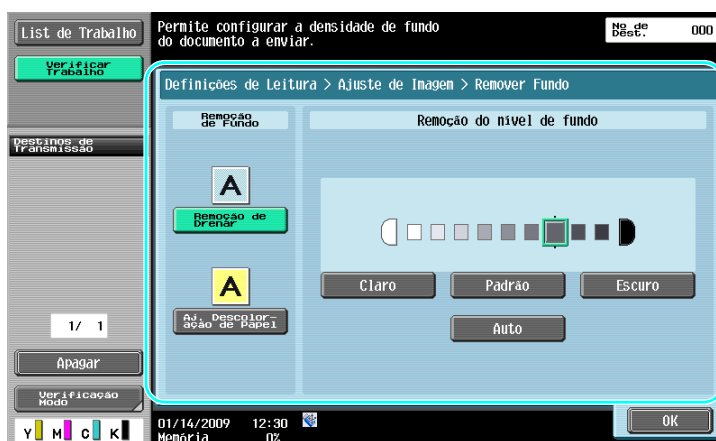 List de Trabalho
Permite configurar a densidade de fundo
do documento a enviar.
Nº de
Dest.
000
Verificar
Trabalho
Definições de Leitura > Ajuste de Imagem > Remover Fundo
Remoção
de Fundo
Remoção do nível de fundo
Destinos de
Transmissão
A
Remoção de
Drenar
A
Aj. Descolor-
ação de Papel
Claro
Padrão
Escuro
Auto
1/ 1
Apagar
Verificação
Modo
Y M C K
01/14/2009 12:30
Memória 0%
OK